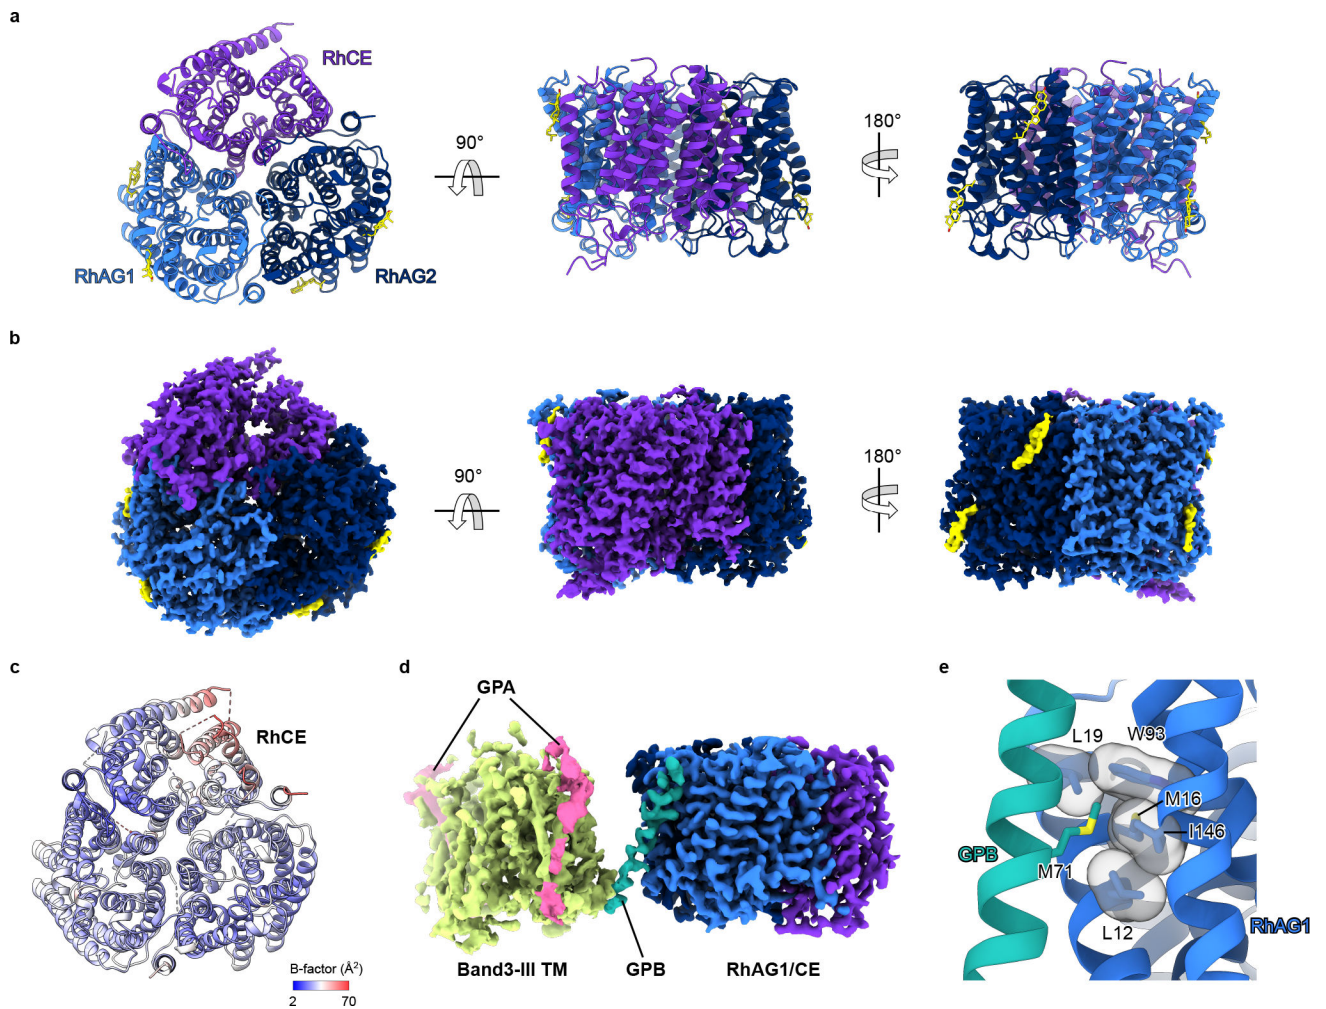 a
RhCE
RhAG1
RhAG2
90°
180°
b
90°
180°
c
RhCE
B-factor (Å²)
2 70
d
GPA
Band3-III TM
GPB
RhAG1/CE
e
L19
W93
M16
I146
GPB
M71
L12
RhAG1